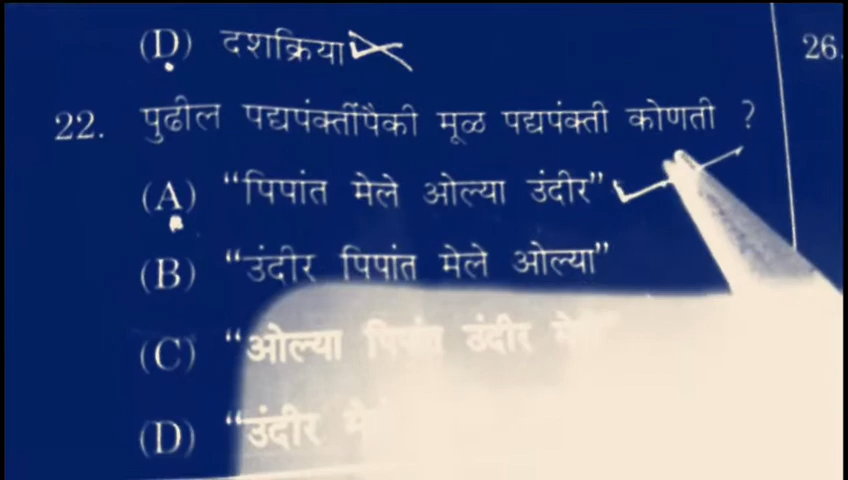 (D) दशक्रिया
26.
22. पुढील पद्यपंक्तींपैकी मूळ पद्यपंक्ती कोणती ?
(A) “पिपांत मेले ओल्या उंदीर”
(B) “उंदीर पिपांत मेले ओल्या”
(C) “ओल्या पिपांत उंदीर
(D) “उंदीर